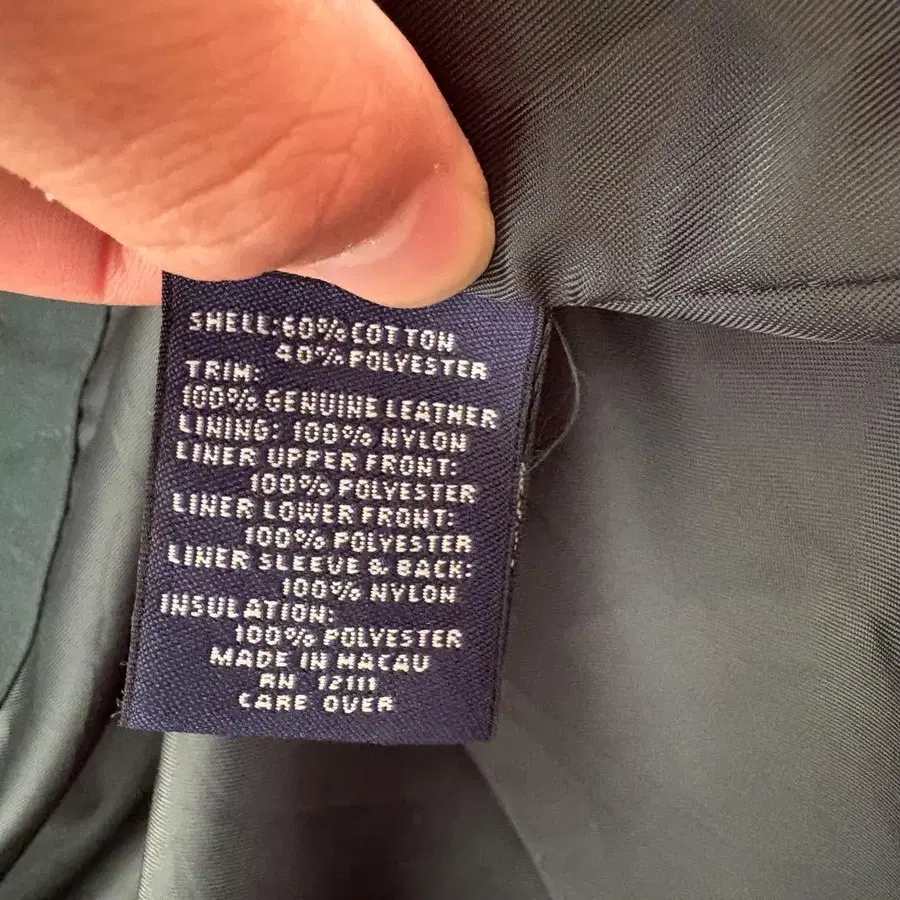 SHELL:60% COTTON
40% POLYESTER
TRIM:
100% GENUINE LEATHER
LINING: 100% NYLON
LINER UPPER FRONT:
100% POLYESTER
LINER LOWER FRONT:
100% POLYESTER
LINER SLEEVE & BACK:
100% NYLON
INSULATION:
100% POLYESTER
MADE IN MACAU
RN 12111
CARE OVER